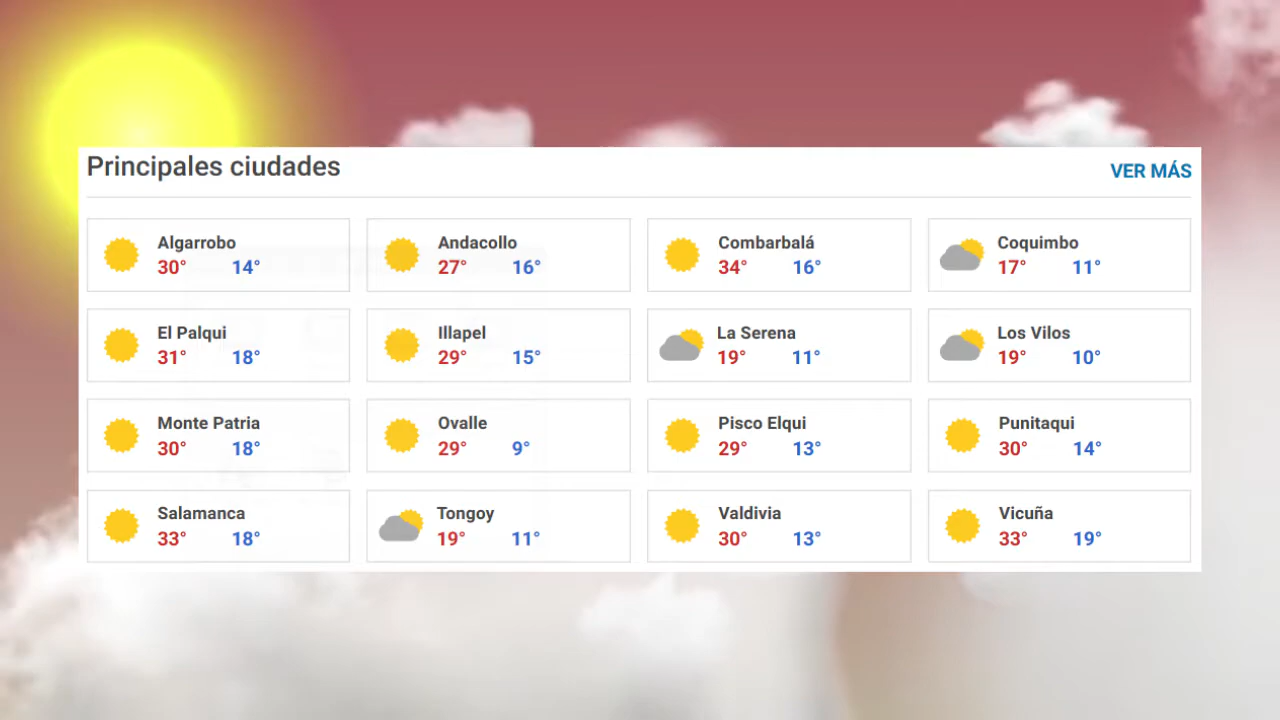 Principales ciudades
VER MÁS
Algarrobo
30° 14°
Andacollo
27° 16°
Combarbalá
34° 16°
Coquimbo
17° 11°
El Palqui
31° 18°
Illapel
29° 15°
La Serena
19° 11°
Los Vilos
19° 10°
Monte Patria
30° 18°
Ovalle
29° 9°
Pisco Elqui
29° 13°
Punitaqui
30° 14°
Salamanca
33° 18°
Tongoy
19° 11°
Valdivia
30° 13°
Vicuña
33° 19°